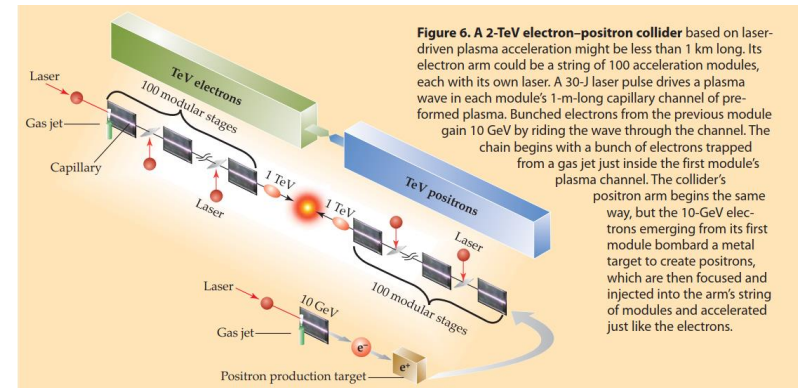 Figure 6. A 2-TeV electron–positron collider based on laser-
driven plasma acceleration might be less than 1 km long. Its
electron arm could be a string of 100 acceleration modules,
each with its own laser. A 30-J laser pulse drives a plasma
wave in each module's 1-m-long capillary channel of pre-
formed plasma. Bunched electrons from the previous module
gain 10 GeV by riding the wave through the channel. The
chain begins with a bunch of electrons trapped
from a gas jet just inside the first module's
plasma channel. The collider's
positron arm begins the same
way, but the 10-GeV elec-
trons emerging from its first
module bombard a metal
target to create positrons,
which are then focused and
injected into the arm's string
of modules and accelerated
just like the electrons.
TeV electrons
Laser
100 modular stages
Gas jet
Capillary
Laser
1 TeV
1 TeV
TeV positrons
Laser
100 modular stages
Laser
10 GeV
Gas jet
e−
e+
Positron production target